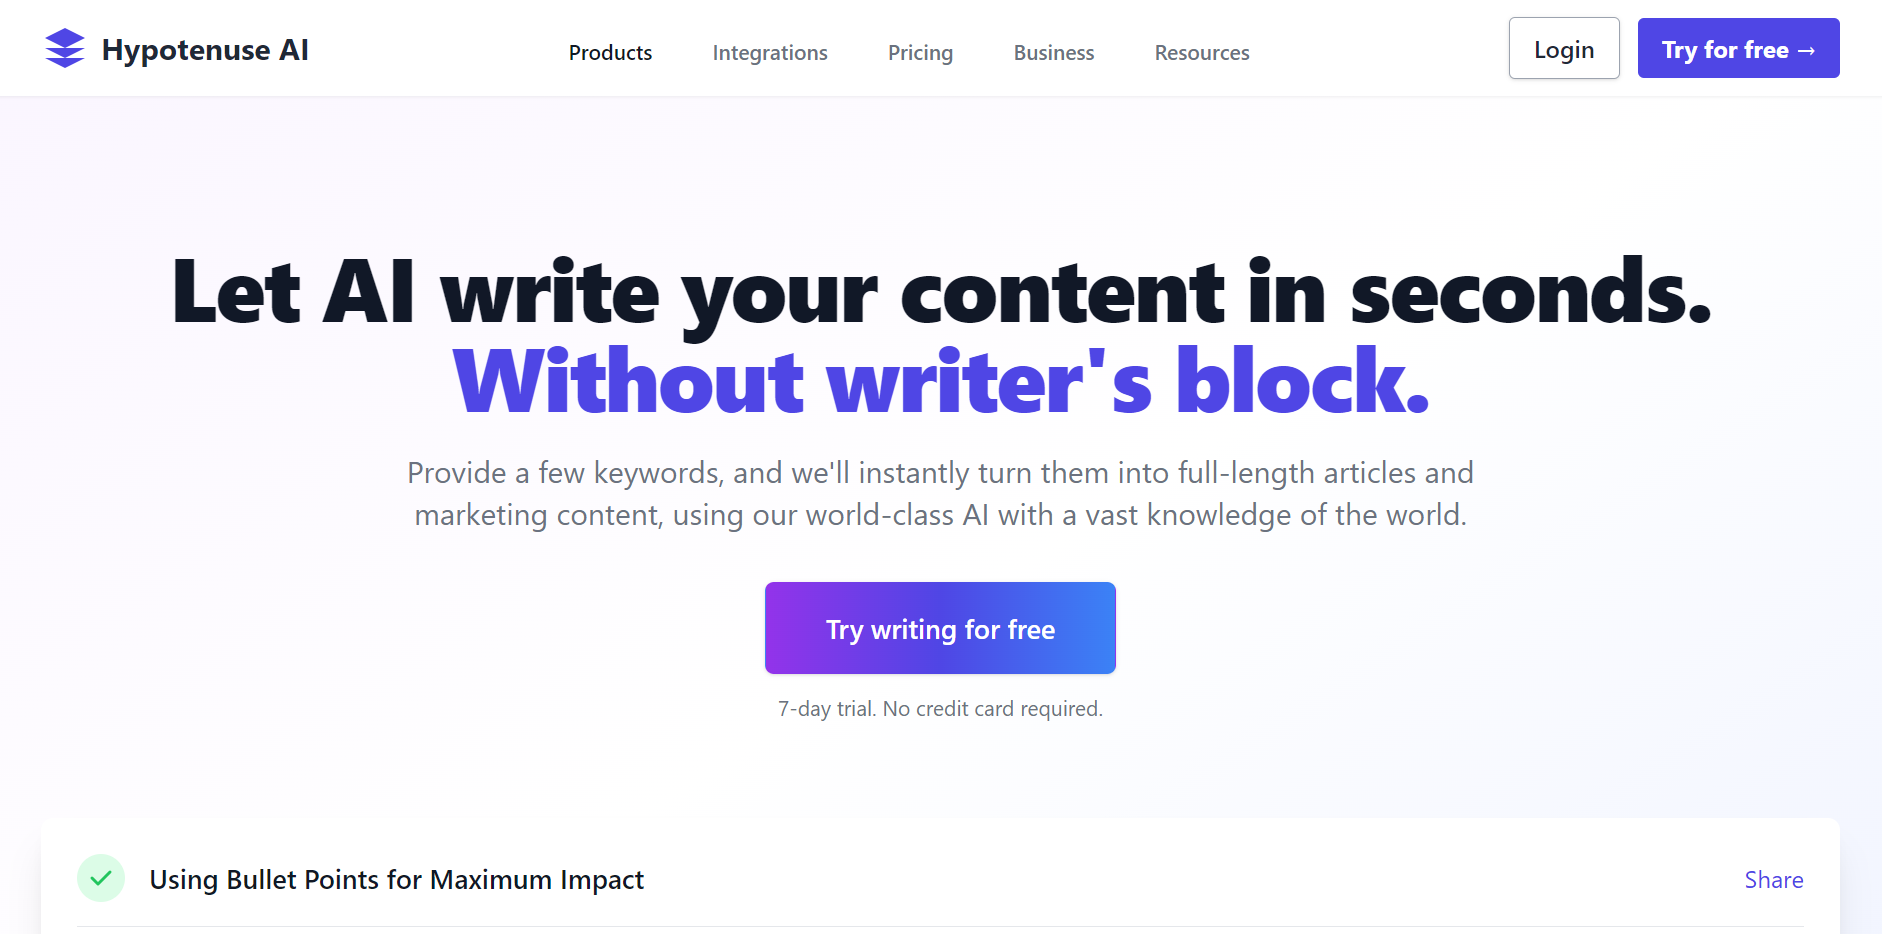 Hypotenuse AI
Products
Integrations
Pricing
Business
Resources
Login
Try for free →
Let AI write your content in seconds.
Without writer's block.
Provide a few keywords, and we'll instantly turn them into full-length articles and
marketing content, using our world-class AI with a vast knowledge of the world.
Try writing for free
7-day trial. No credit card required.
Using Bullet Points for Maximum Impact
Share